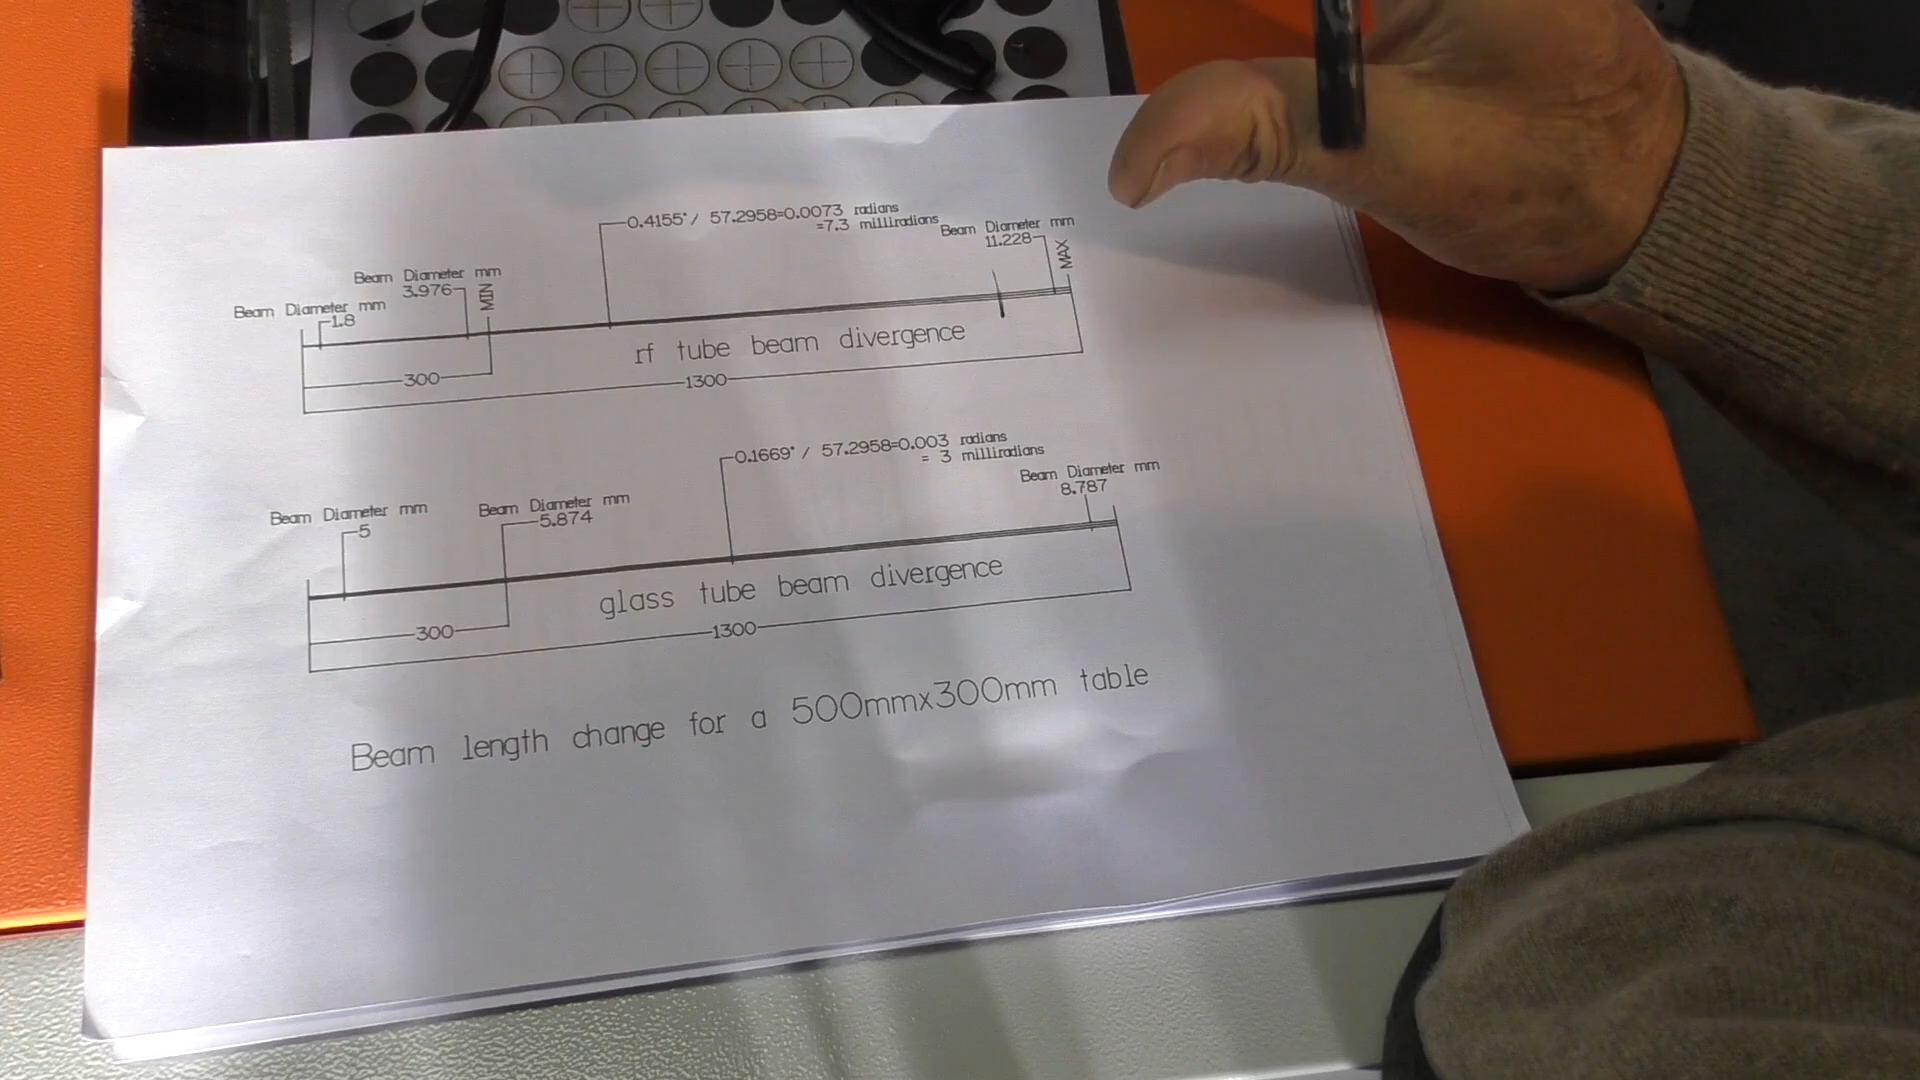 0.4155°/ 57.2958=0.0073 radians
=7.3 milliradians
Beam Diameter mm
11.228
MAX
Beam Diameter mm
3.976
MIN
Beam Diameter mm
1.8
rf tube beam divergence
300
1300
0.1669°/ 57.2958=0.003 radians
= 3 milliradians
Beam Diameter mm
8.787
Beam Diameter mm
5.874
Beam Diameter mm
5
glass tube beam divergence
300
1300
Beam length change for a 500mmx300mm table